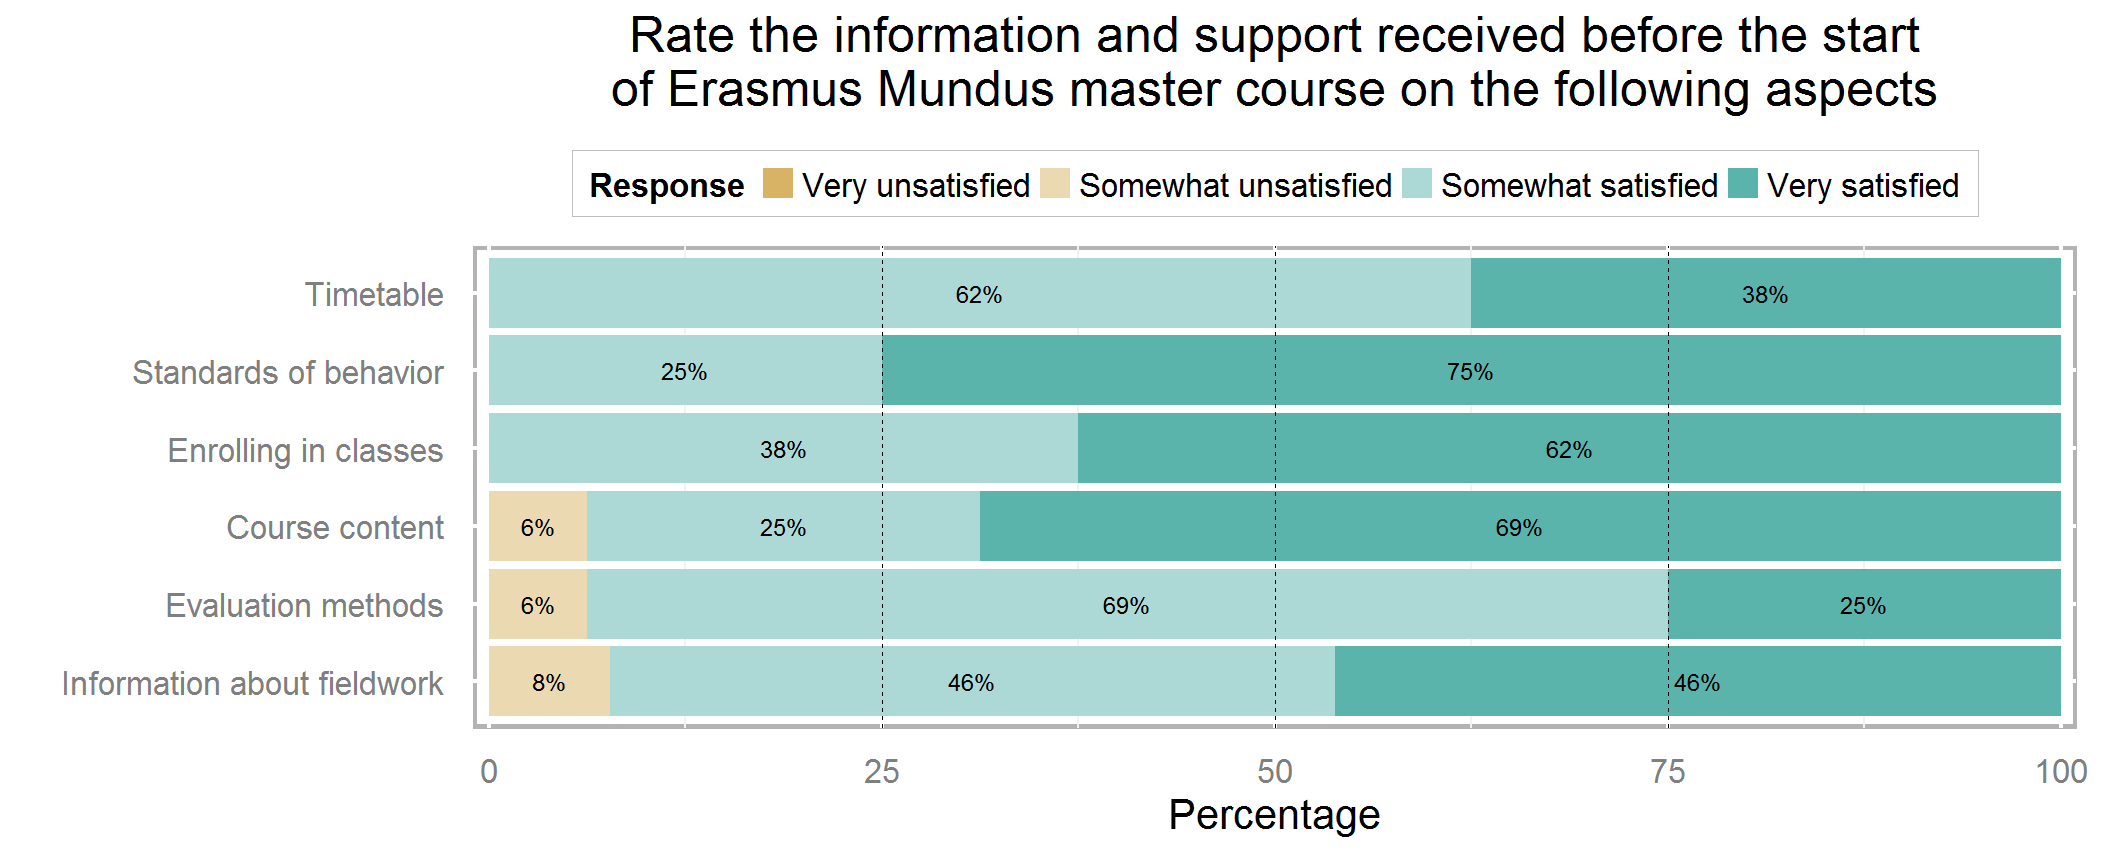 Rate the information and support received before the start
of Erasmus Mundus master course on the following aspects
Response Very unsatisfied Somewhat unsatisfied Somewhat satisfied Very satisfied
Timetable 62% 38%
Standards of behavior 25% 75%
Enrolling in classes 38% 62%
Course content 6% 25% 69%
Evaluation methods 6% 69% 25%
Information about fieldwork 8% 46% 46%
0 25 50 75 100
Percentage